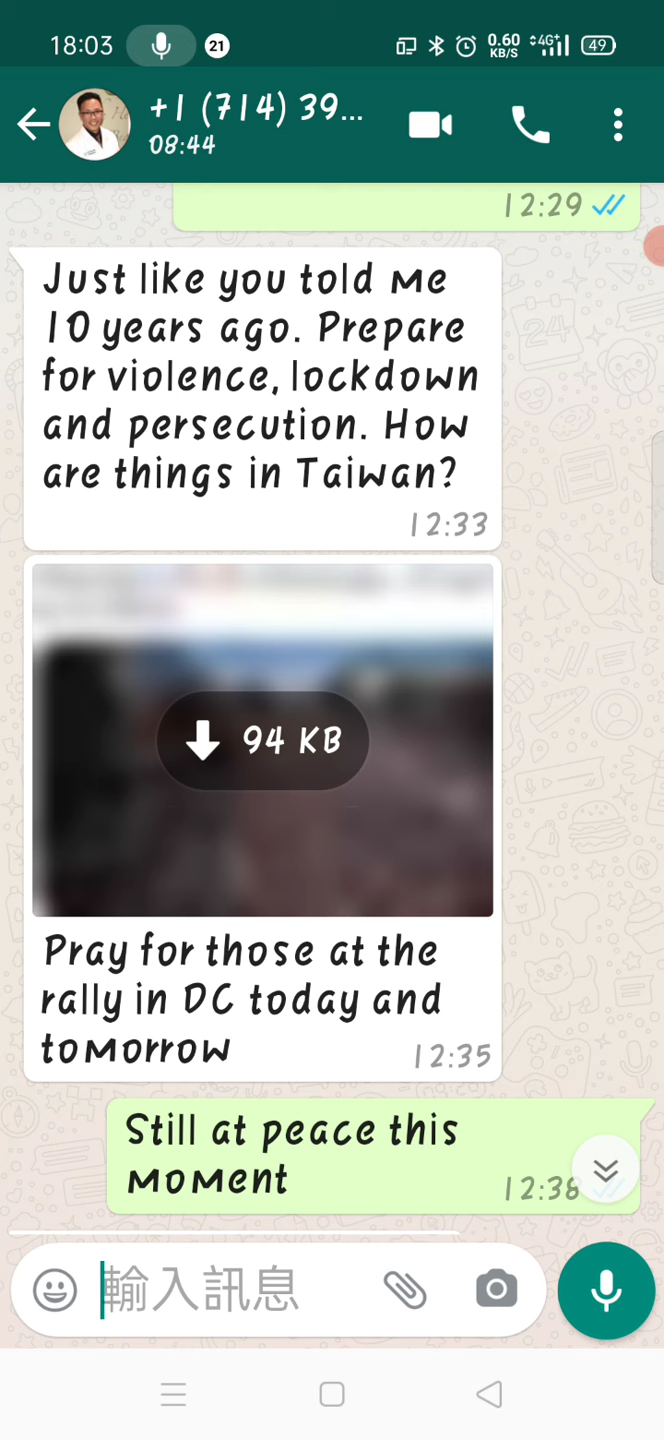 18:03
21
0.60
KB/S
4G+
49
+1 (714) 39...
08:44
12:29
Just like you told me
10 years ago. Prepare
for violence, lockdown
and persecution. How
are things in Taiwan?
12:33
94 KB
Pray for those at the
rally in DC today and
tomorrow
12:35
Still at peace this
moment
12:38
輸入訊息